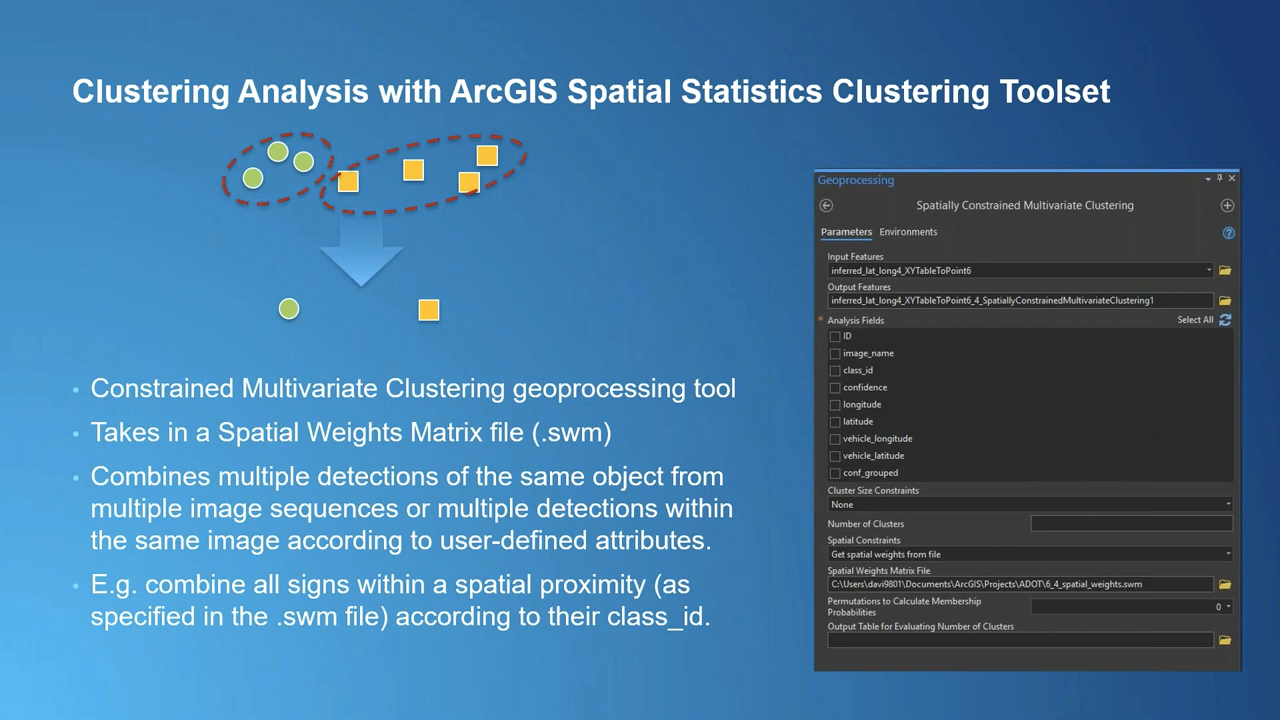 Clustering Analysis with ArcGIS Spatial Statistics Clustering Toolset
• Constrained Multivariate Clustering geoprocessing tool
• Takes in a Spatial Weights Matrix file (.swm)
• Combines multiple detections of the same object from
multiple image sequences or multiple detections within
the same image according to user-defined attributes.
• E.g. combine all signs within a spatial proximity (as
specified in the .swm file) according to their class_id.
Geoprocessing
Spatially Constrained Multivariate Clustering
Parameters Environments
Input Features
inferred_lat_long4_XYTableToPoint6
Output Features
inferred_lat_long4_XYTableToPoint6_4_SpatiallyConstrainedMultivariateClustering1
* Analysis Fields Select All
ID
image_name
class_id
confidence
longitude
latitude
vehicle_longitude
vehicle_latitude
conf_grouped
Cluster Size Constraints
None
Number of Clusters
Spatial Constraints
Get spatial weights from file
Spatial Weights Matrix File
C:\Users\davi9801\Documents\ArcGIS\Projects\ADOT\6_4_spatial_weights.swm
Permutations to Calculate Membership
Probabilities
0
Output Table for Evaluating Number of Clusters